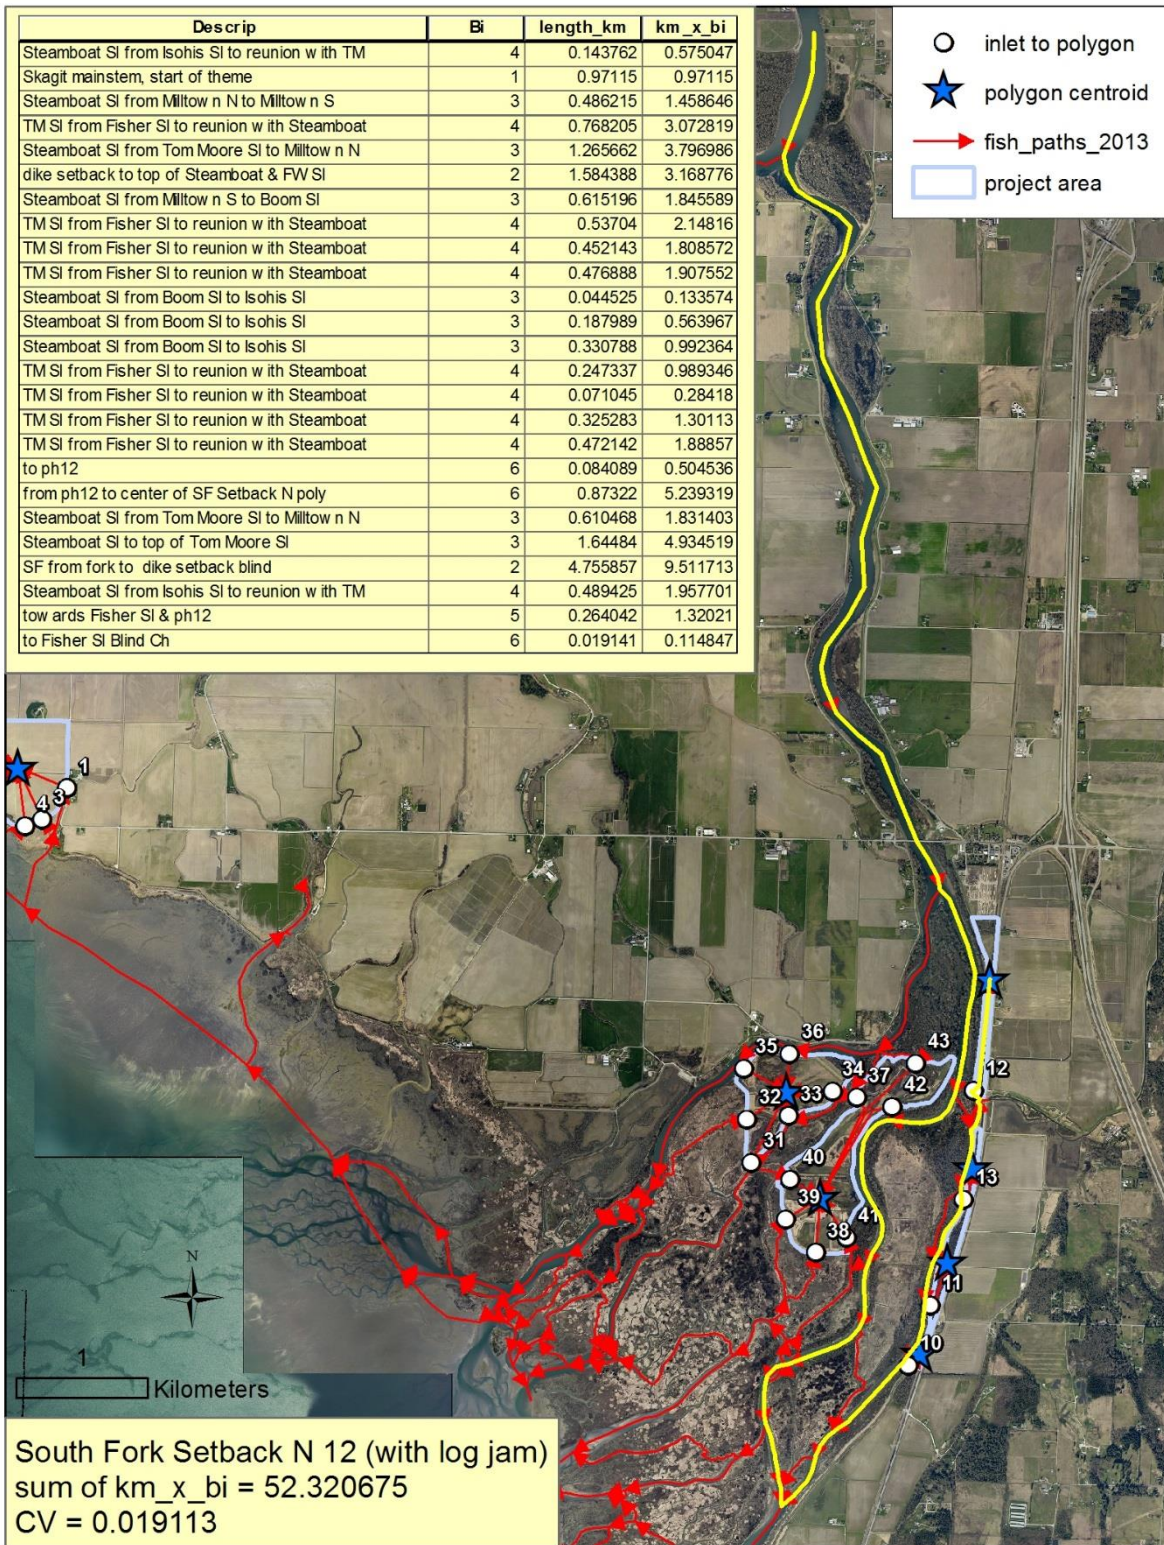 Descrip Bi length_km km_x_bi
Steamboat Sl from Isohis Sl to reunion with TM 4 0.143762 0.575047
Skagit mainstem, start of theme 1 0.97115 0.97115
Steamboat Sl from Milltown N to Milltown S 3 0.486215 1.458646
TM Sl from Fisher Sl to reunion with Steamboat 4 0.768205 3.072819
Steamboat Sl from Tom Moore Sl to Milltown N 3 1.265662 3.796986
dike setback to top of Steamboat & FW Sl 2 1.584388 3.168776
Steamboat Sl from Milltown S to Boom Sl 3 0.615196 1.845589
TM Sl from Fisher Sl to reunion with Steamboat 4 0.53704 2.14816
TM Sl from Fisher Sl to reunion with Steamboat 4 0.452143 1.808572
TM Sl from Fisher Sl to reunion with Steamboat 4 0.476888 1.907552
Steamboat Sl from Boom Sl to Isohis Sl 3 0.044525 0.133574
Steamboat Sl from Boom Sl to Isohis Sl 3 0.187989 0.563967
Steamboat Sl from Boom Sl to Isohis Sl 3 0.330788 0.992364
TM Sl from Fisher Sl to reunion with Steamboat 4 0.247337 0.989346
TM Sl from Fisher Sl to reunion with Steamboat 4 0.071045 0.28418
TM Sl from Fisher Sl to reunion with Steamboat 4 0.325283 1.30113
TM Sl from Fisher Sl to reunion with Steamboat 4 0.472142 1.88857
to ph12 6 0.084089 0.504536
from ph12 to center of SF Setback N poly 6 0.87322 5.239319
Steamboat Sl from Tom Moore Sl to Milltown N 3 0.610468 1.831403
Steamboat Sl to top of Tom Moore Sl 3 1.64484 4.934519
SF from fork to dike setback blind 2 4.755857 9.511713
Steamboat Sl from Isohis Sl to reunion with TM 4 0.489425 1.957701
towards Fisher Sl & ph12 5 0.264042 1.32021
to Fisher Sl Blind Ch 6 0.019141 0.114847
inlet to polygon
polygon centroid
fish_paths_2013
project area
1
3
4
36
35
43
34
37
12
42
33
32
31
40
13
39
41
38
11
10
N
1
Kilometers
South Fork Setback N 12 (with log jam)
sum of km_x_bi = 52.320675
CV = 0.019113